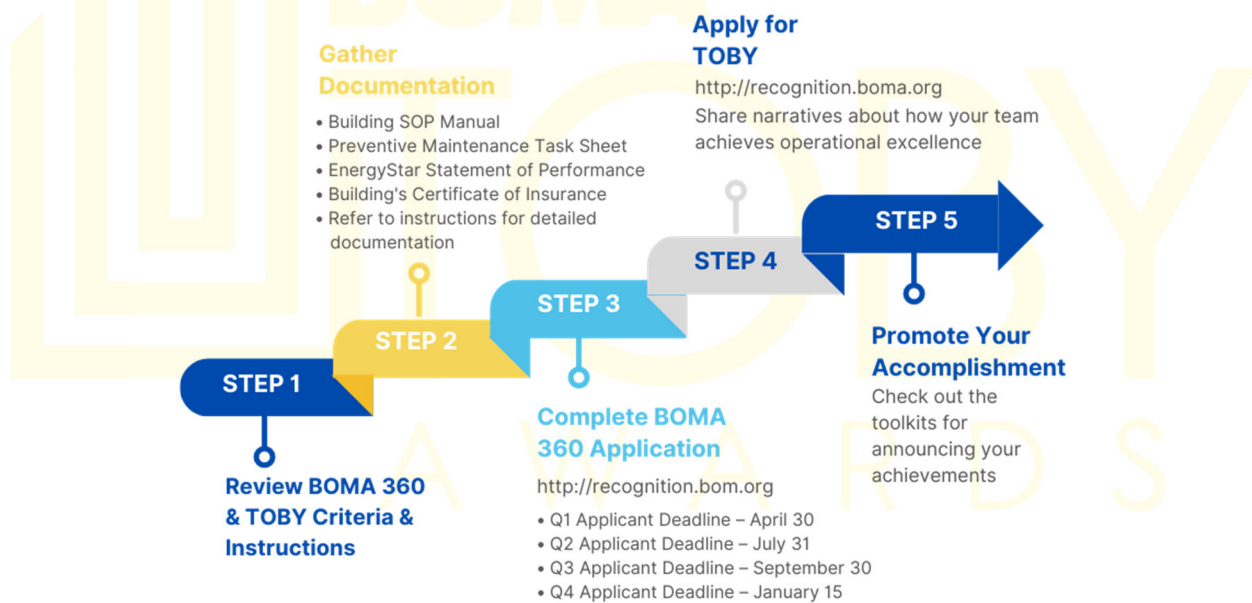 BOMA
TOBY
AWARDS
Apply for
TOBY
http://recognition.boma.org
Share narratives about how your team
achieves operational excellence
Gather
Documentation
• Building SOP Manual
• Preventive Maintenance Task Sheet
• EnergyStar Statement of Performance
• Building's Certificate of Insurance
• Refer to instructions for detailed
documentation
STEP 1
STEP 2
STEP 3
STEP 4
STEP 5
Review BOMA 360
& TOBY Criteria &
Instructions
Complete BOMA
360 Application
http://recognition.bom.org
• Q1 Applicant Deadline – April 30
• Q2 Applicant Deadline – July 31
• Q3 Applicant Deadline – September 30
• Q4 Applicant Deadline – January 15
Promote Your
Accomplishment
Check out the
toolkits for
announcing your
achievements